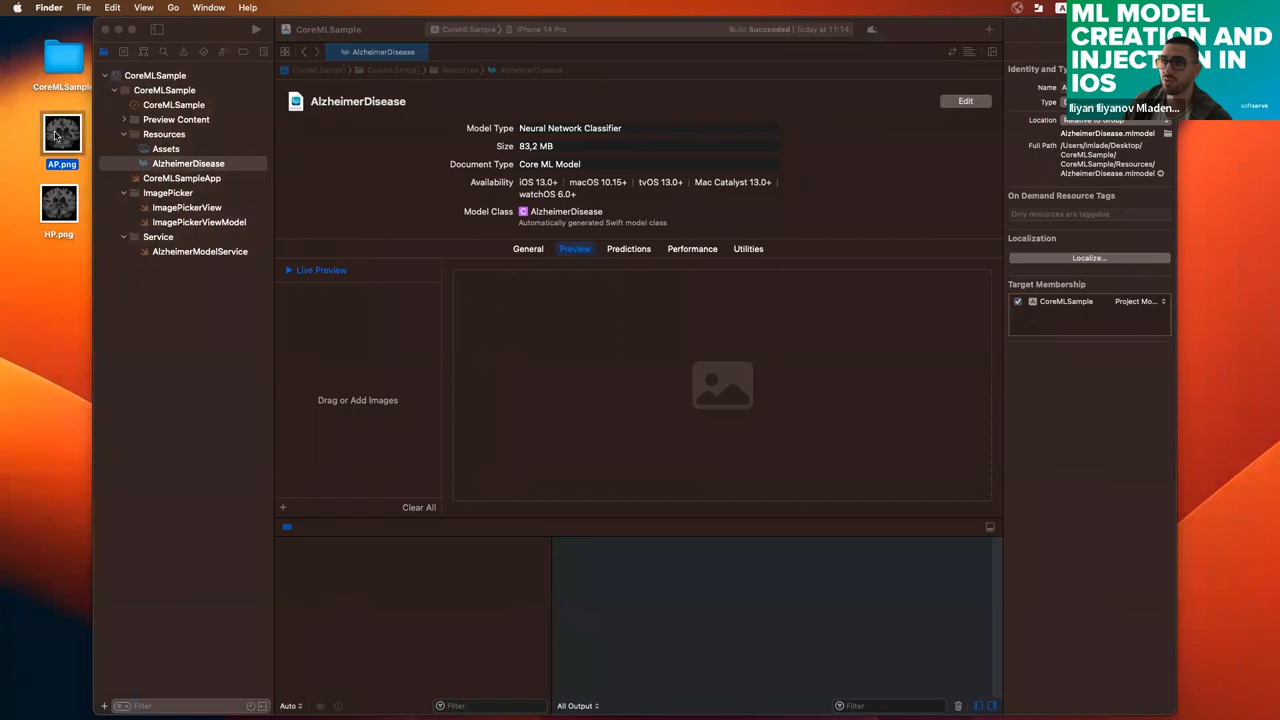 Finder File Edit View Go Window Help
ML MODEL
CREATION AND
INJECTION IN
IOS
Iliyan Iliyanov Mladen...
softserve
CoreMLSample
AP.png
HP.png
CoreMLSample
CoreMLSample
iPhone 14 Pro
Build Succeeded | Today at 11:14
AlzheimerDisease
CoreMLSample
CoreMLSample
CoreMLSample
Preview Content
Resources
Assets
AlzheimerDisease
CoreMLSampleApp
ImagePicker
ImagePickerView
ImagePickerViewModel
Service
AlzheimerModelService
Filter
Resources
AlzheimerDisease
AlzheimerDisease
Edit
Model Type Neural Network Classifier
Size 83,2 MB
Document Type Core ML Model
Availability iOS 13.0+ | macOS 10.15+ | tvOS 13.0+ | Mac Catalyst 13.0+ |
watchOS 6.0+
Model Class C AlzheimerDisease
Automatically generated Swift model class
General Preview Predictions Performance Utilities
Live Preview
Drag or Add Images
Clear All
Auto
Filter
All Output
Filter
Identity and Ty
Location Relative to Group
AlzheimerDisease.mlmodel
Full Path /Users/imlade/Desktop/
CoreMLSample/
CoreMLSample/Resources/
AlzheimerDisease.mlmodel
On Demand Resource Tags
Only resources are taggable
Localization
Localize...
Target Membership
CoreMLSample Project Mo...